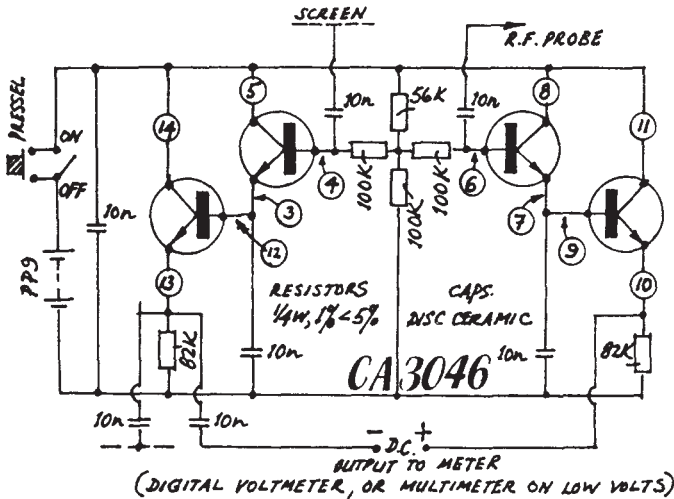 SCREEN
R.F. PROBE
PRESSEL
ON
OFF
PP9
5
8
14
11
10n
10n
10n
56K
4
6
100K
100K
100K
3
7
12
9
13
10
10n
RESISTORS
1/4W, 1% < 5%
CAPS.
DISC CERAMIC
82K
82K
10n
10n
CA3046
10n
10n
- D.C. +
OUTPUT TO METER
(DIGITAL VOLTMETER, OR MULTIMETER ON LOW VOLTS)